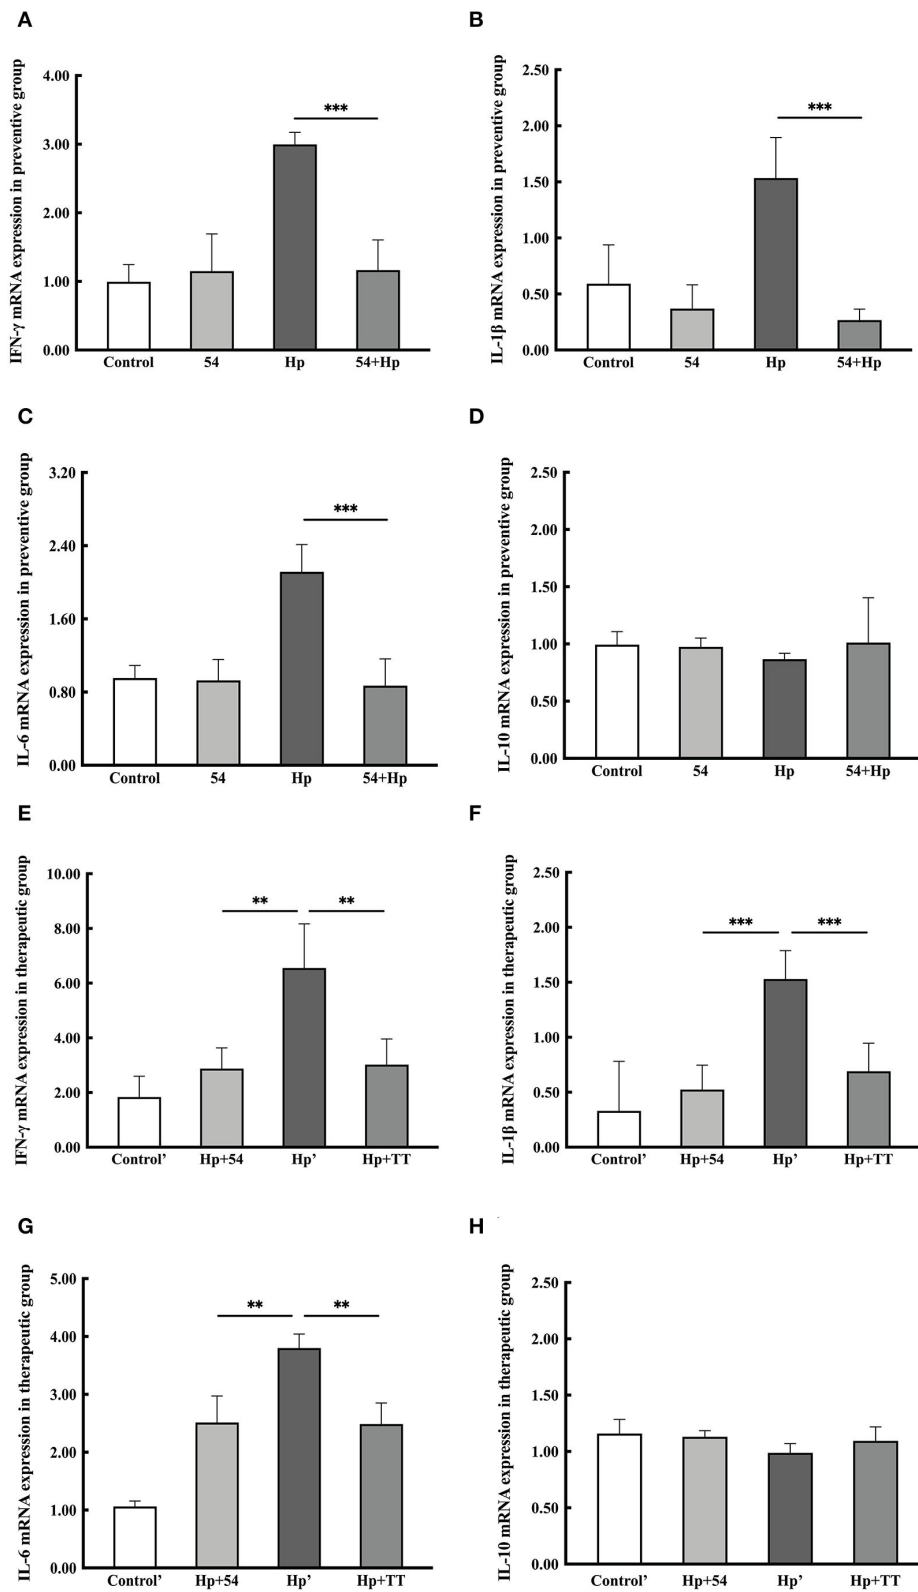 A
IFN-γ mRNA expression in preventive group
4.00
3.00
2.00
1.00
0.00
***
Control 54 Hp 54+Hp
B
IL-1β mRNA expression in preventive group
2.50
2.00
1.50
1.00
0.50
0.00
***
Control 54 Hp 54+Hp
C
IL-6 mRNA expression in preventive group
3.20
2.40
1.60
0.80
0.00
***
Control 54 Hp 54+Hp
D
IL-10 mRNA expression in preventive group
2.50
2.00
1.50
1.00
0.50
0.00
Control 54 Hp 54+Hp
E
IFN-γ mRNA expression in therapeutic group
10.00
8.00
6.00
4.00
2.00
0.00
** **
Control’ Hp+54 Hp’ Hp+TT
F
IL-1β mRNA expression in therapeutic group
2.50
2.00
1.50
1.00
0.50
0.00
*** ***
Control’ Hp+54 Hp’ Hp+TT
G
IL-6 mRNA expression in therapeutic group
5.00
4.00
3.00
2.00
1.00
0.00
** **
Control’ Hp+54 Hp’ Hp+TT
H
IL-10 mRNA expression in therapeutic group
2.50
2.00
1.50
1.00
0.50
0.00
Control’ Hp+54 Hp’ Hp+TT